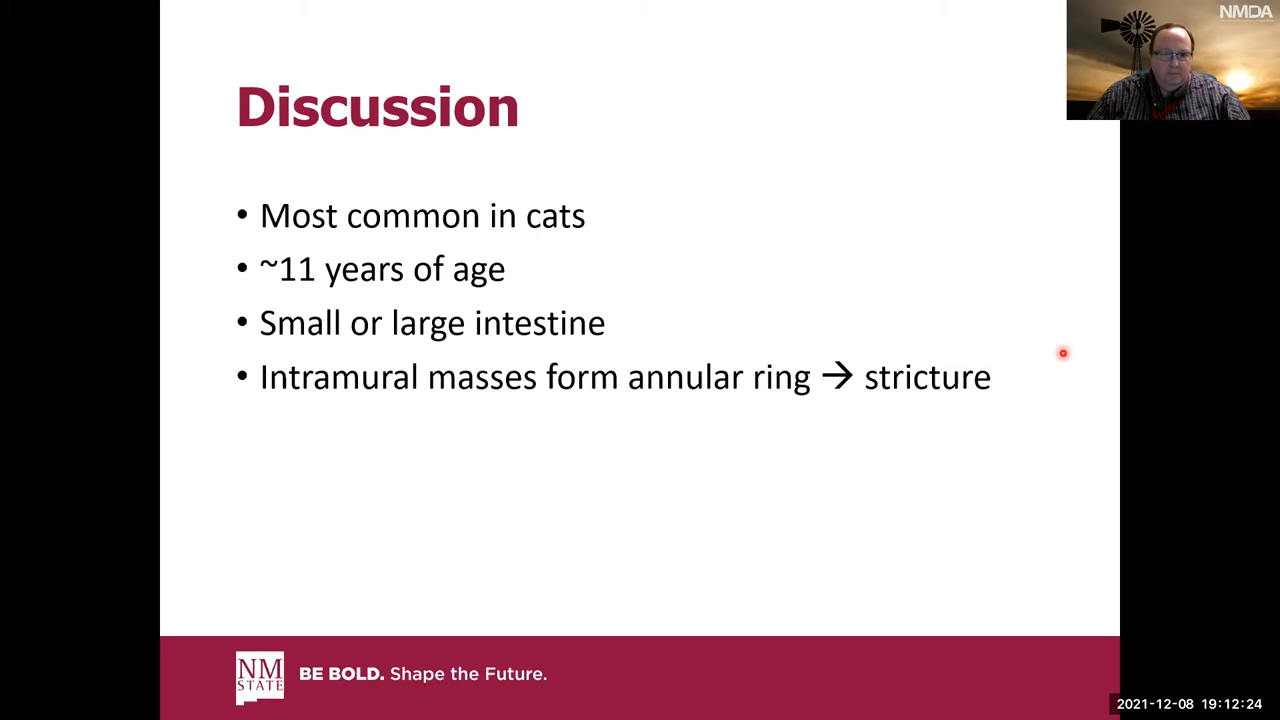 NMDA
Discussion
• Most common in cats
• ~11 years of age
• Small or large intestine
• Intramural masses form annular ring → stricture
NM
STATE
BE BOLD. Shape the Future.
2021-12-08 19:12:24